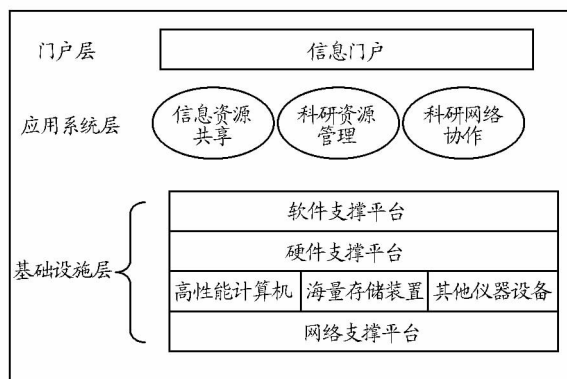 门户层
信息门户
应用系统层
信息资源
共享
科研资源
管理
科研网络
协作
基础设施层
软件支撑平台
硬件支撑平台
高性能计算机
海量存储装置
其他仪器设备
网络支撑平台